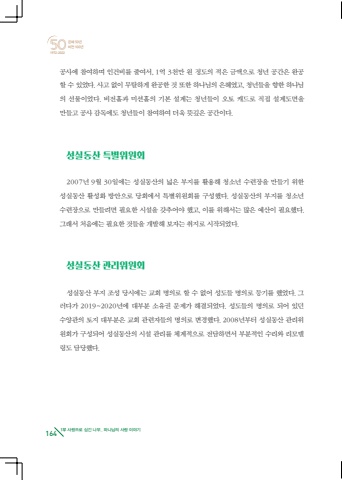 50
공사에 참여하며 인건비를 줄여서, 1억 3천만 원 정도의 적은 금액으로 청년 공간은 완공
할 수 있었다. 사고 없이 무탈하게 완공한 것 또한 하나님의 은혜였고, 청년들을 향한 하나님
의 선물이었다. 비전홀과 미션홀의 기본 설계는 청년들이 오토 캐드로 직접 설계도면을
만들고 공사 감독에도 청년들이 참여하여 더욱 뜻깊은 공간이다.
성실동산 특별위원회
2007년 9월 30일에는 성실동산의 넓은 부지를 활용해 청소년 수련장을 만들기 위한
성실동산 활성화 방안으로 당회에서 특별위원회를 구성했다. 성실동산의 부지를 청소년
수련장으로 만들려면 필요한 시설을 갖추어야 했고, 이를 위해서는 많은 예산이 필요했다.
그래서 처음에는 필요한 것들을 개발해 보자는 취지로 시작되었다.
성실동산 관리위원회
성실동산 부지 조성 당시에는 교회 명의로 할 수 없어 성도들 명의로 등기를 했었다. 그
러다가 2019~2020년에 대부분 소유권 문제가 해결되었다. 성도들의 명의로 되어 있던
수양관의 토지 대부분은 교회 관련자들의 명의로 변경했다. 2008년부터 성실동산 관리위
원회가 구성되어 성실동산의 시설 관리를 체계적으로 전담하면서 부분적인 수리와 리모델
링도 담당했다.
164 1부 사랑으로 심긴 나무, 하나님의 사랑 이야기